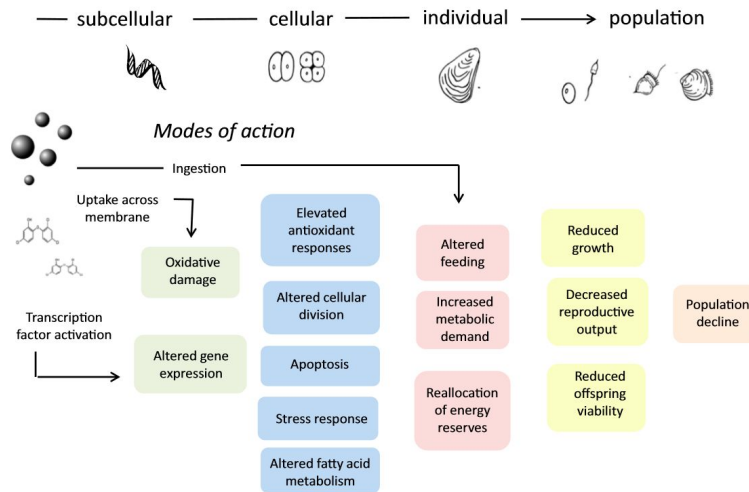 subcellular
cellular
individual
population
Modes of action
Ingestion
Uptake across
membrane
Oxidative
damage
Transcription
factor activation
Altered gene
expression
Elevated
antioxidant
responses
Altered cellular
division
Apoptosis
Stress response
Altered fatty acid
metabolism
Altered
feeding
Increased
metabolic
demand
Reallocation
of energy
reserves
Reduced
growth
Decreased
reproductive
output
Reduced
offspring
viability
Population
decline